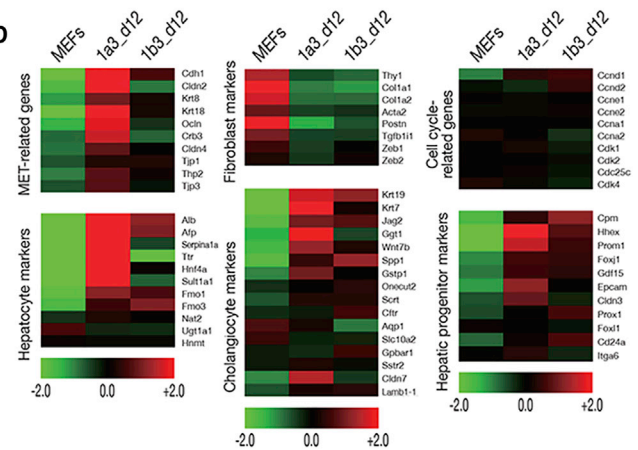 b
MEFs
1a3_d12
1b3_d12
MET-related genes
Cdh1
Cldn2
Krt8
Krt18
Ocln
Crb3
Cldn4
Tjp1
Thp2
Tjp3
Hepatocyte markers
Alb
Afp
Serpina1a
Ttr
Hnf4a
Sult1a1
Fmo1
Fmo3
Nat2
Ugt1a1
Hnmt
-2.0
0.0
+2.0
MEFs
1a3_d12
1b3_d12
Fibroblast markers
Thy1
Col1a1
Col1a2
Acta2
Postn
Tgfb1i1
Zeb1
Zeb2
Cholangiocyte markers
Krt19
Krt7
Jag2
Ggt1
Wnt7b
Spp1
Gstp1
Onecut2
Scrt
Cftr
Aqp1
Slc10a2
Gpbar1
Sstr2
Cldn7
Lamb1-1
-2.0
0.0
+2.0
MEFs
1a3_d12
1b3_d12
Cell cycle-
related genes
Ccnd1
Ccnd2
Ccne1
Ccne2
Ccna1
Ccna2
Cdk1
Cdk2
Cdc25c
Cdk4
Hepatic progenitor markers
Cpm
Hhex
Prom1
Foxj1
Gdf15
Epcam
Cldn3
Prox1
Foxl1
Cd24a
Itga6
-2.0
0.0
+2.0